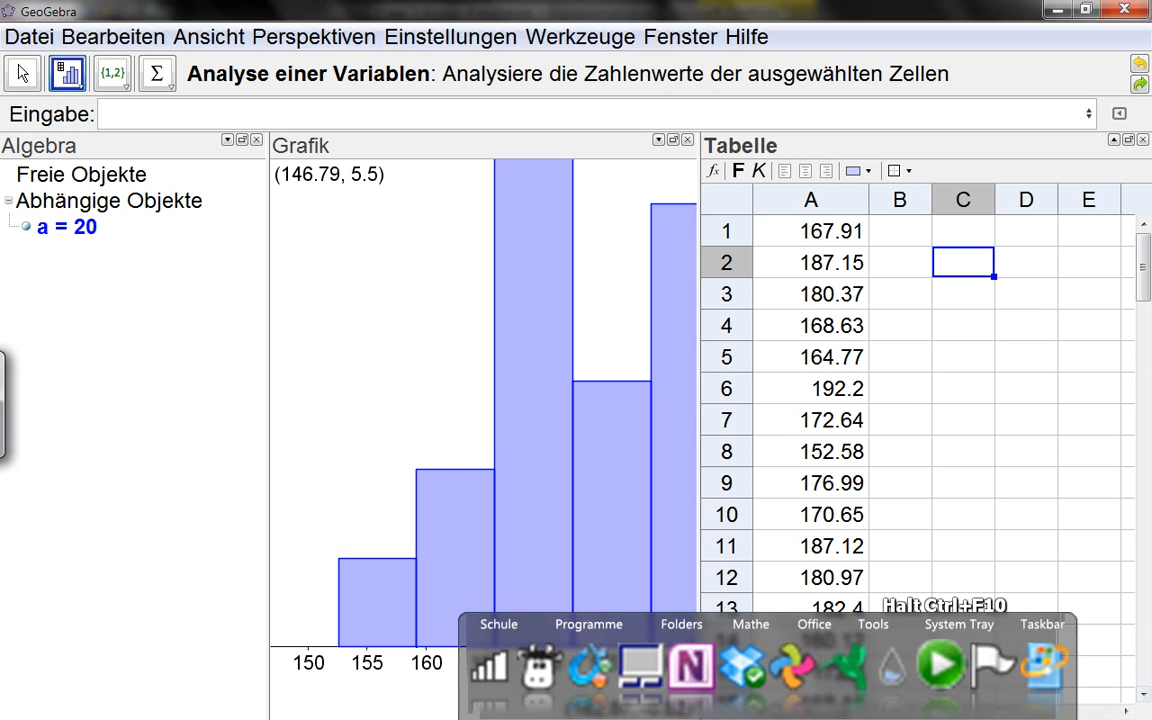 GeoGebra
Datei Bearbeiten Ansicht Perspektiven Einstellungen Werkzeuge Fenster Hilfe
{1,2}
Σ
Analyse einer Variablen: Analysiere die Zahlenwerte der ausgewählten Zellen
Eingabe:
Algebra
Freie Objekte
Abhängige Objekte
a = 20
Grafik
(146.79, 5.5)
150 155 160
Tabelle
fx F K
A B C D E
1 167.91
2 187.15
3 180.37
4 168.63
5 164.77
6 192.2
7 172.64
8 152.58
9 176.99
10 170.65
11 187.12
12 180.97
13 182.4
Halt Ctrl+F10
Schule Programme Folders Mathe Office Tools System Tray Taskbar
N